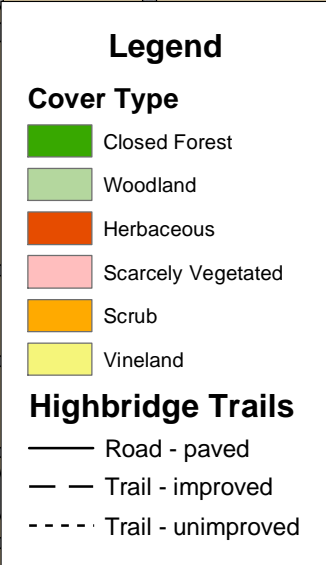 Legend
Cover Type
Closed Forest
Woodland
Herbaceous
Scarcely Vegetated
Scrub
Vineland
Highbridge Trails
Road - paved
Trail - improved
Trail - unimproved